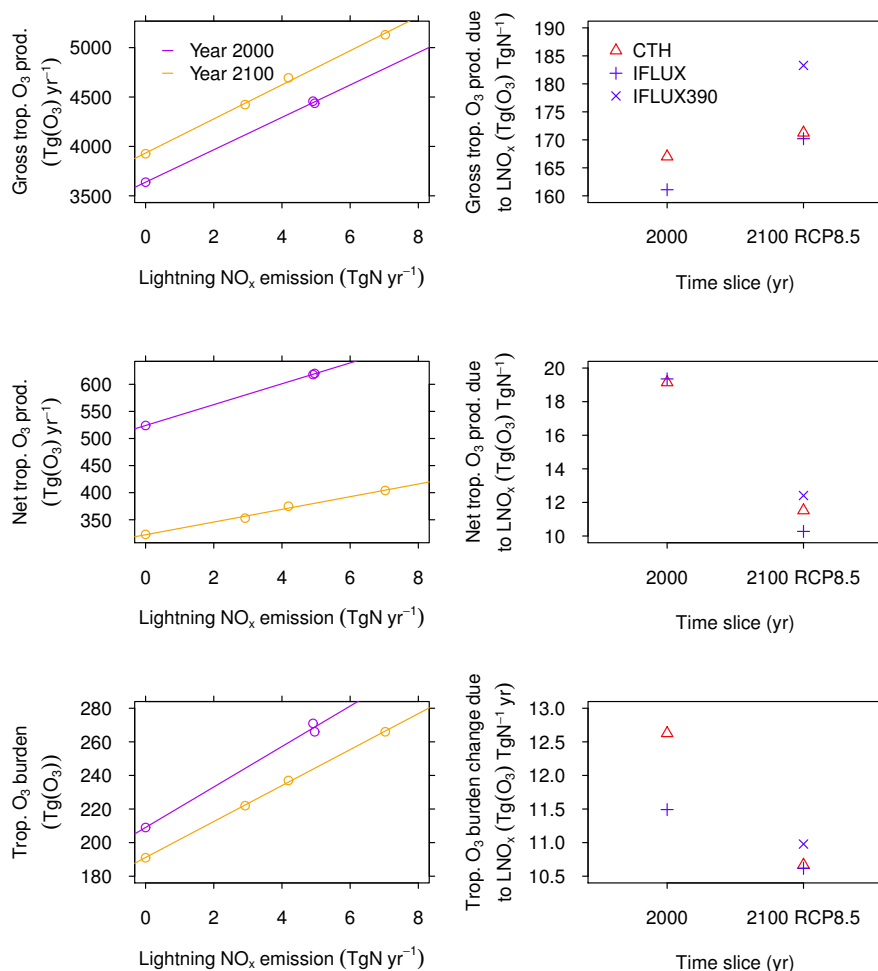 Gross trop. O₃ prod.
(Tg(O₃) yr⁻¹)
5000
4500
4000
3500
Year 2000
Year 2100
0 2 4 6 8
Lightning NOₓ emission (TgN yr⁻¹)
Gross trop. O₃ prod. due
to LNOₓ (Tg(O₃) TgN⁻¹)
190
185
180
175
170
165
160
CTH
IFLUX
IFLUX390
2000 2100 RCP8.5
Time slice (yr)
Net trop. O₃ prod.
(Tg(O₃) yr⁻¹)
600
550
500
450
400
350
0 2 4 6 8
Lightning NOₓ emission (TgN yr⁻¹)
Net trop. O₃ prod. due
to LNOₓ (Tg(O₃) TgN⁻¹)
20
18
16
14
12
10
2000 2100 RCP8.5
Time slice (yr)
Trop. O₃ burden
(Tg(O₃))
280
260
240
220
200
180
0 2 4 6 8
Lightning NOₓ emission (TgN yr⁻¹)
Trop. O₃ burden change due
to LNOₓ (Tg(O₃) TgN⁻¹ yr)
13.0
12.5
12.0
11.5
11.0
10.5
2000 2100 RCP8.5
Time slice (yr)